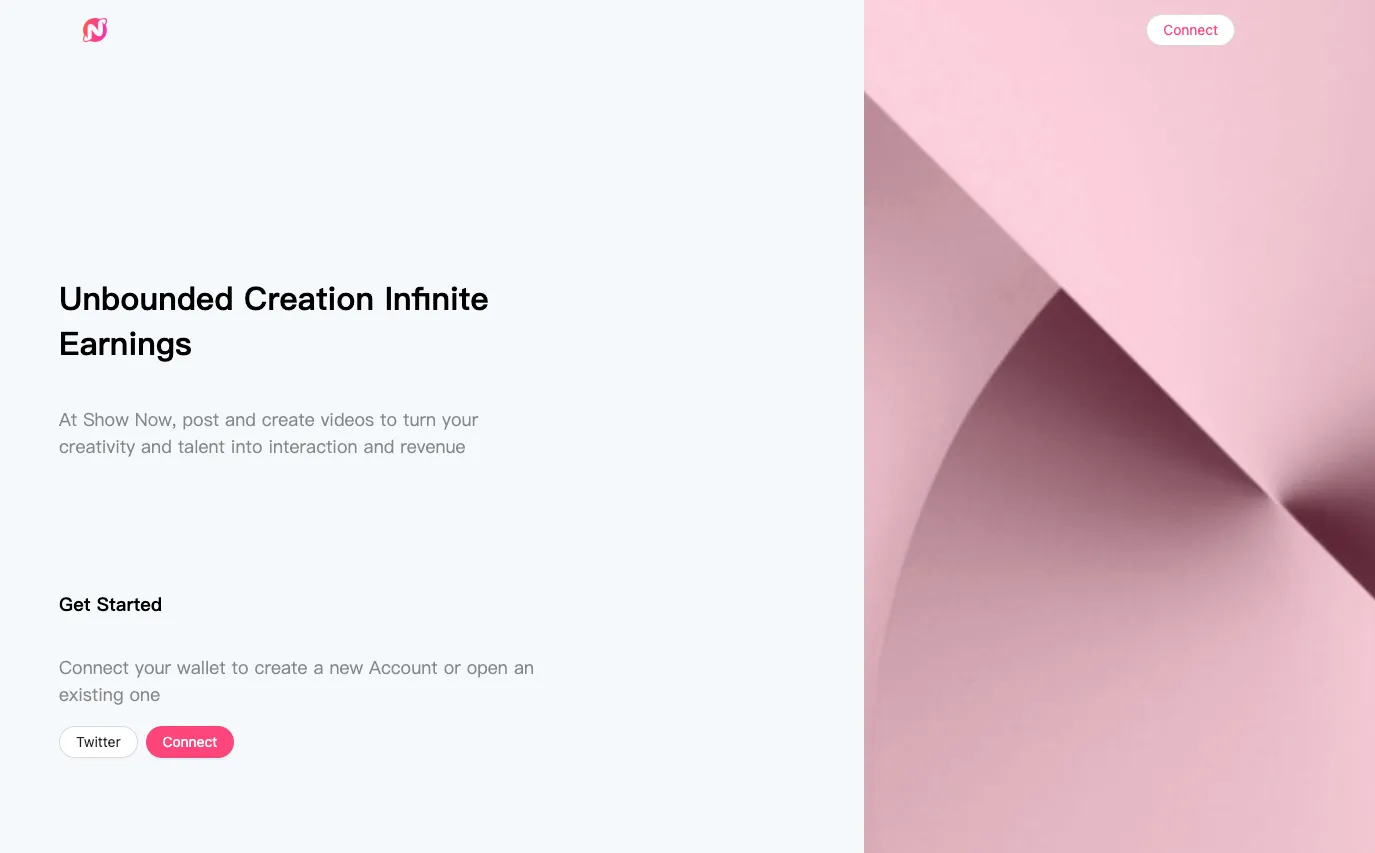 Connect
Unbounded Creation Infinite
Earnings
At Show Now, post and create videos to turn your
creativity and talent into interaction and revenue
Get Started
Connect your wallet to create a new Account or open an
existing one
Twitter
Connect